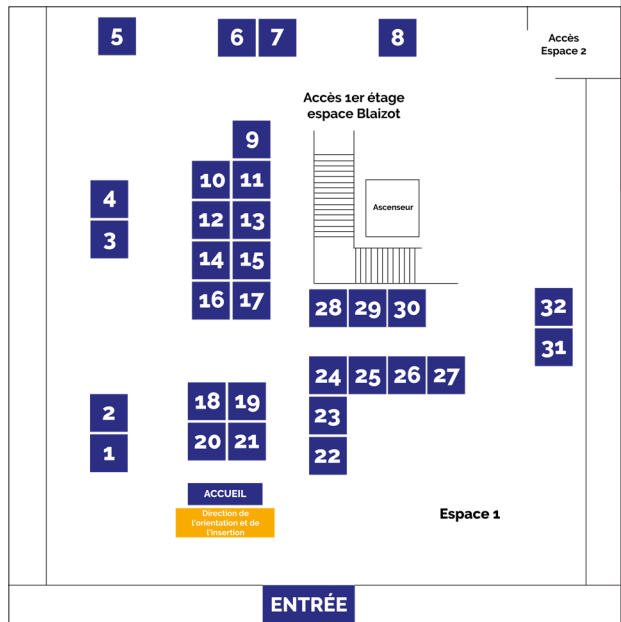 5
6
7
8
Accès
Espace 2
Accès 1er étage
espace Blaizot
9
10
11
4
Ascenseur
12
13
3
14
15
16
17
28
29
30
32
31
24
25
26
27
18
19
2
23
20
21
1
22
ACCUEIL
Direction de
l'orientation et de
l'insertion
Espace 1
ENTRÉE